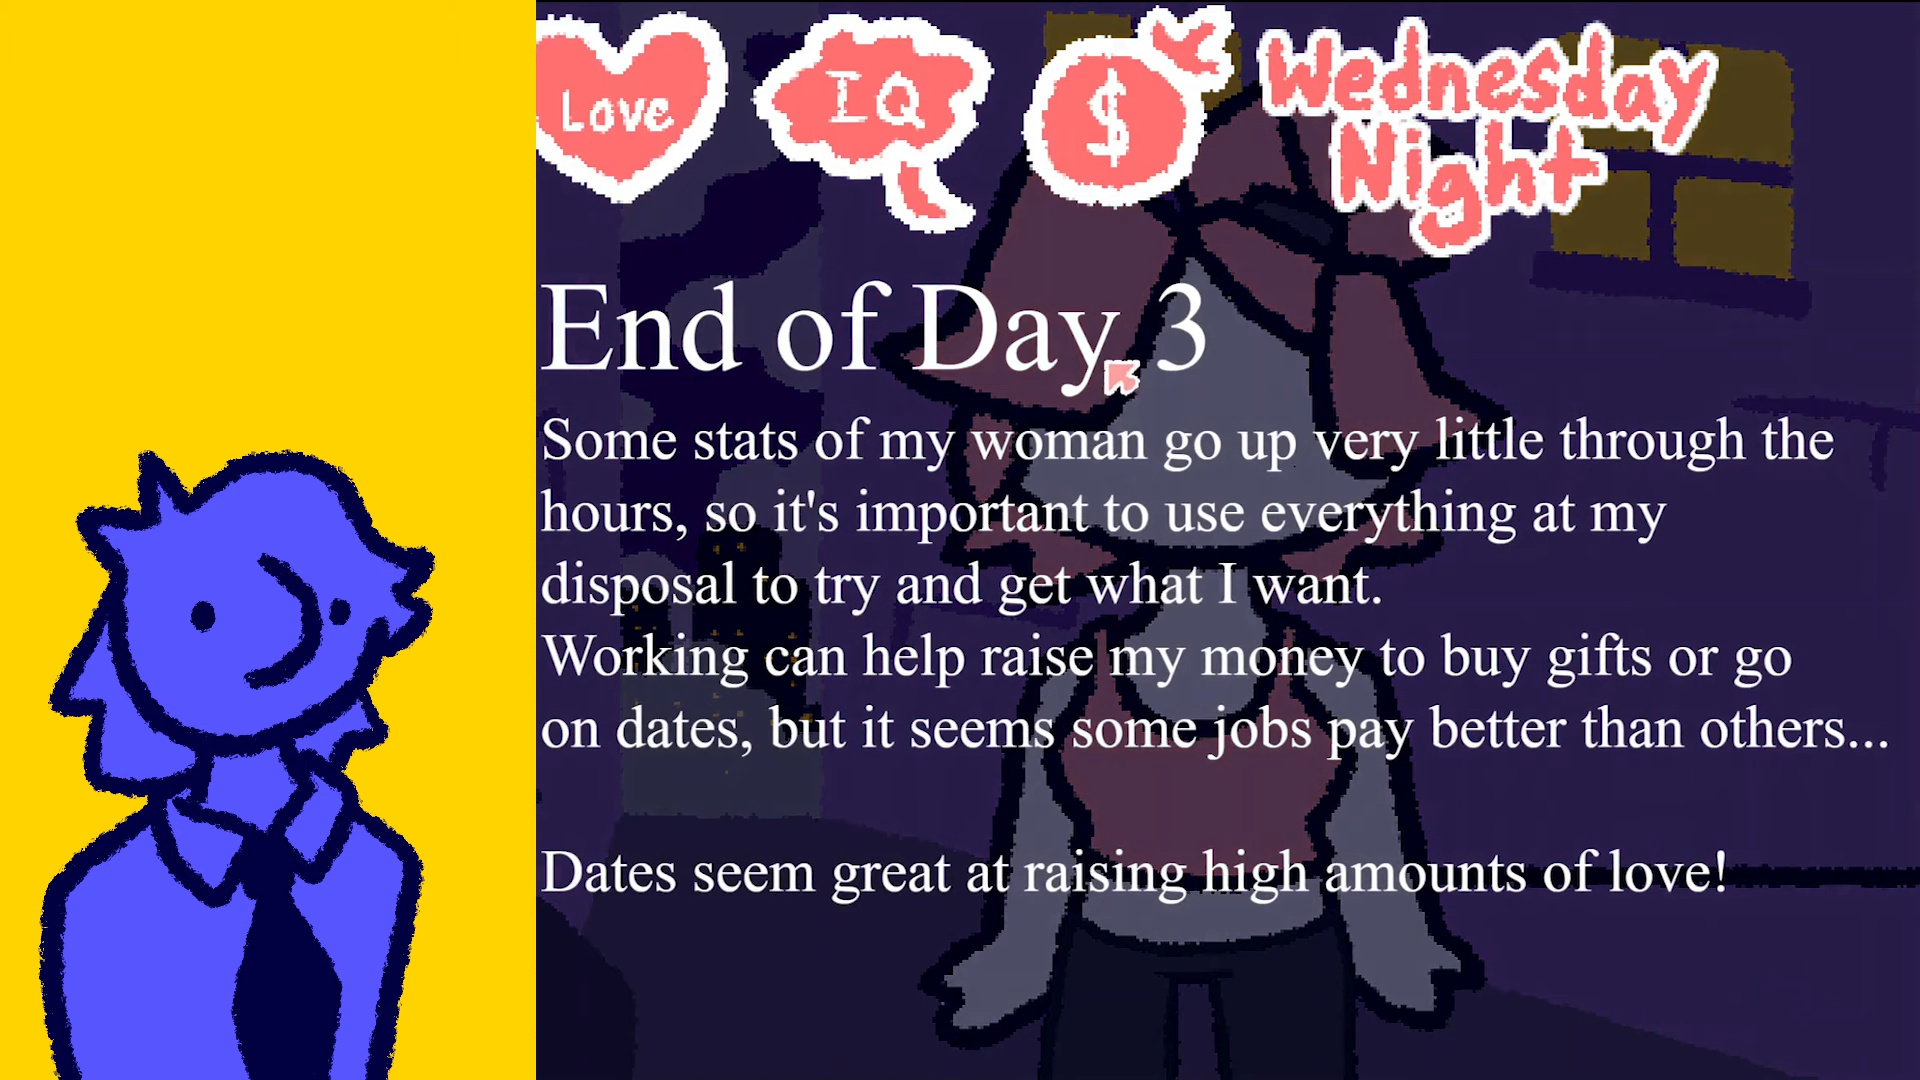 Love
IQ
$
Wednesday
Night
End of Day 3
Some stats of my woman go up very little through the
hours, so it's important to use everything at my
disposal to try and get what I want.
Working can help raise my money to buy gifts or go
on dates, but it seems some jobs pay better than others...
Dates seem great at raising high amounts of love!